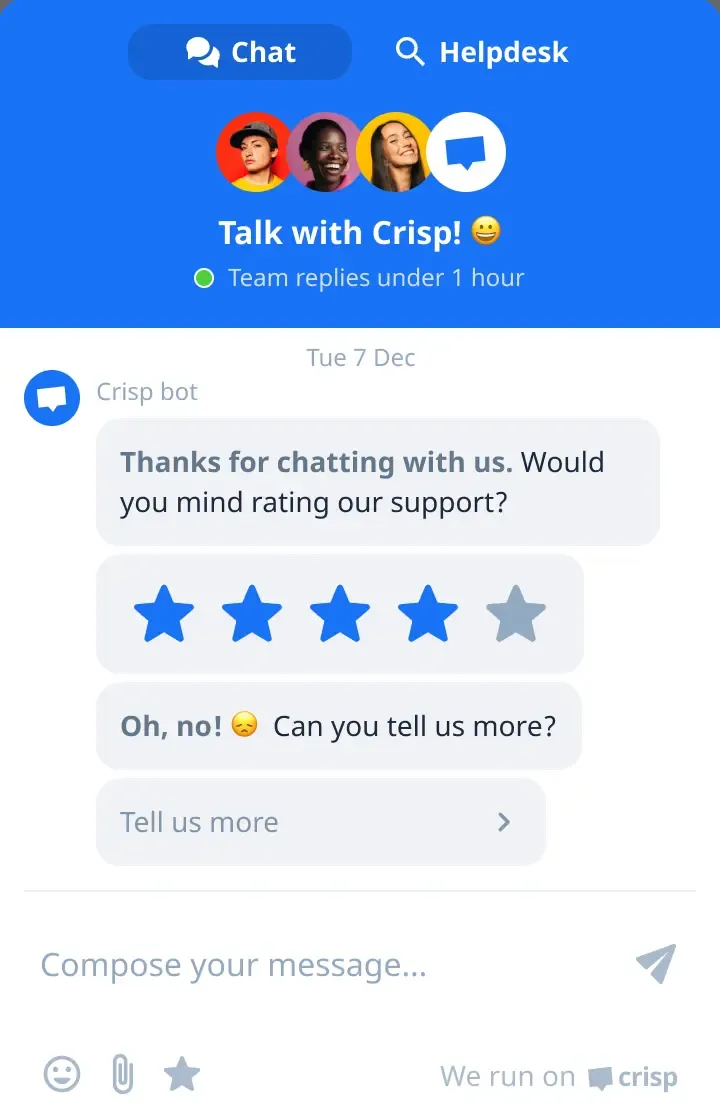 Chat
Helpdesk
Talk with Crisp! 😀
Team replies under 1 hour
Tue 7 Dec
Crisp bot
Thanks for chatting with us. Would
you mind rating our support?
Oh, no! 😞 Can you tell us more?
Tell us more
Compose your message...
We run on crisp